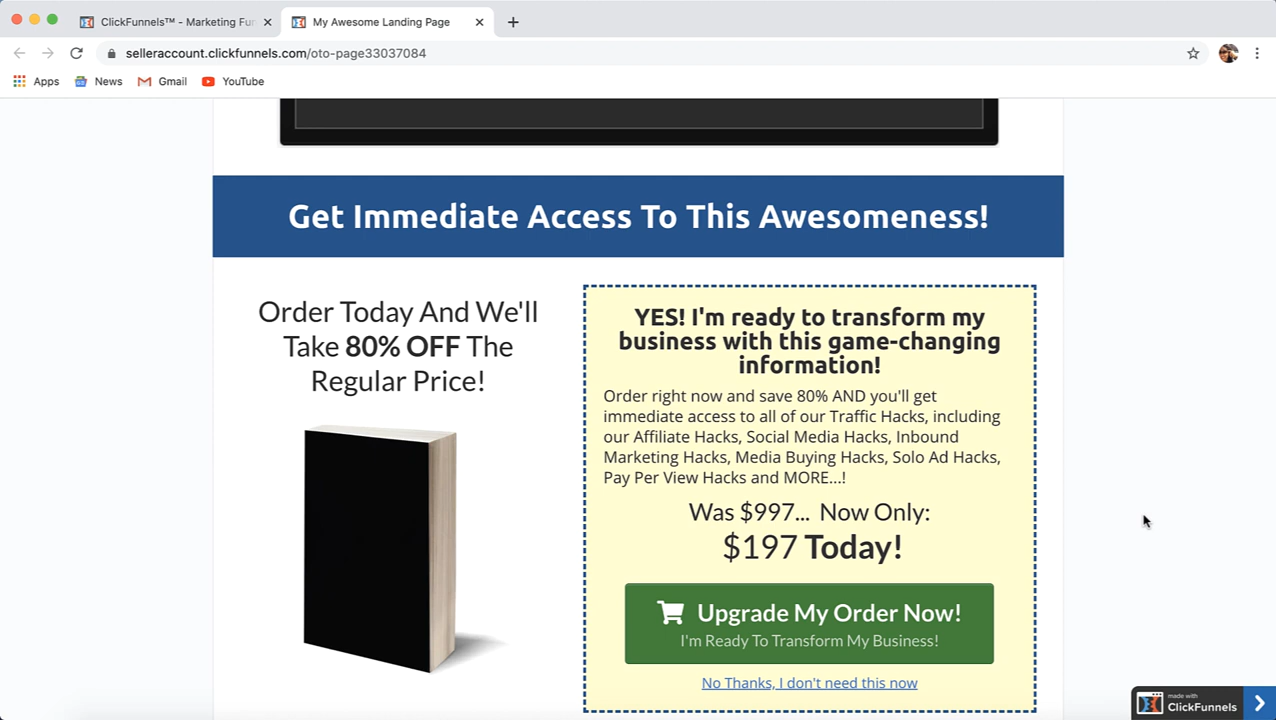 ClickFunnels™ - Marketing Fun
My Awesome Landing Page
selleraccount.clickfunnels.com/oto-page33037084
Apps
News
Gmail
YouTube
Get Immediate Access To This Awesomeness!
Order Today And We'll
Take 80% OFF The
Regular Price!
YES! I'm ready to transform my
business with this game-changing
information!
Order right now and save 80% AND you'll get
immediate access to all of our Traffic Hacks, including
our Affiliate Hacks, Social Media Hacks, Inbound
Marketing Hacks, Media Buying Hacks, Solo Ad Hacks,
Pay Per View Hacks and MORE...!
Was $997... Now Only:
$197 Today!
Upgrade My Order Now!
I'm Ready To Transform My Business!
No Thanks, I don't need this now
made with
ClickFunnels